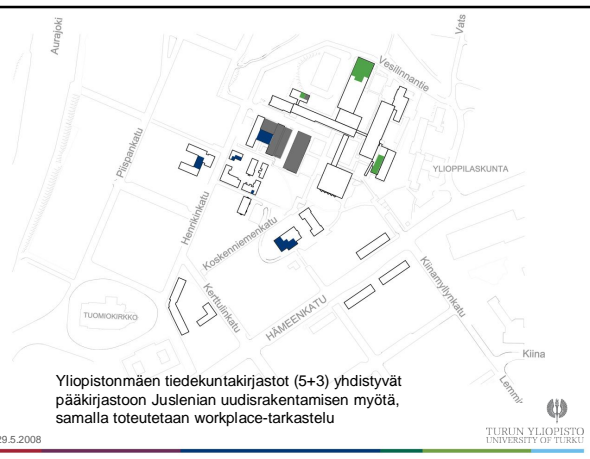 Aurajoki
Vats
Vesilinnantie
Piispankatu
YLIOPPILASKUNTA
Henrikinkatu
Koskenniemenkatu
Kiinamyllynkatu
Kerttulinkatu
TUOMIOKIRKKO
HÄMEENKATU
Kiina
Lemmi
Yliopistonmäen tiedekuntakirjastot (5+3) yhdistyvät
pääkirjastoon Juslenian uudisrakentamisen myötä,
samalla toteutetaan workplace-tarkastelu
29.5.2008
TURUN YLIOPISTO
UNIVERSITY OF TURKU